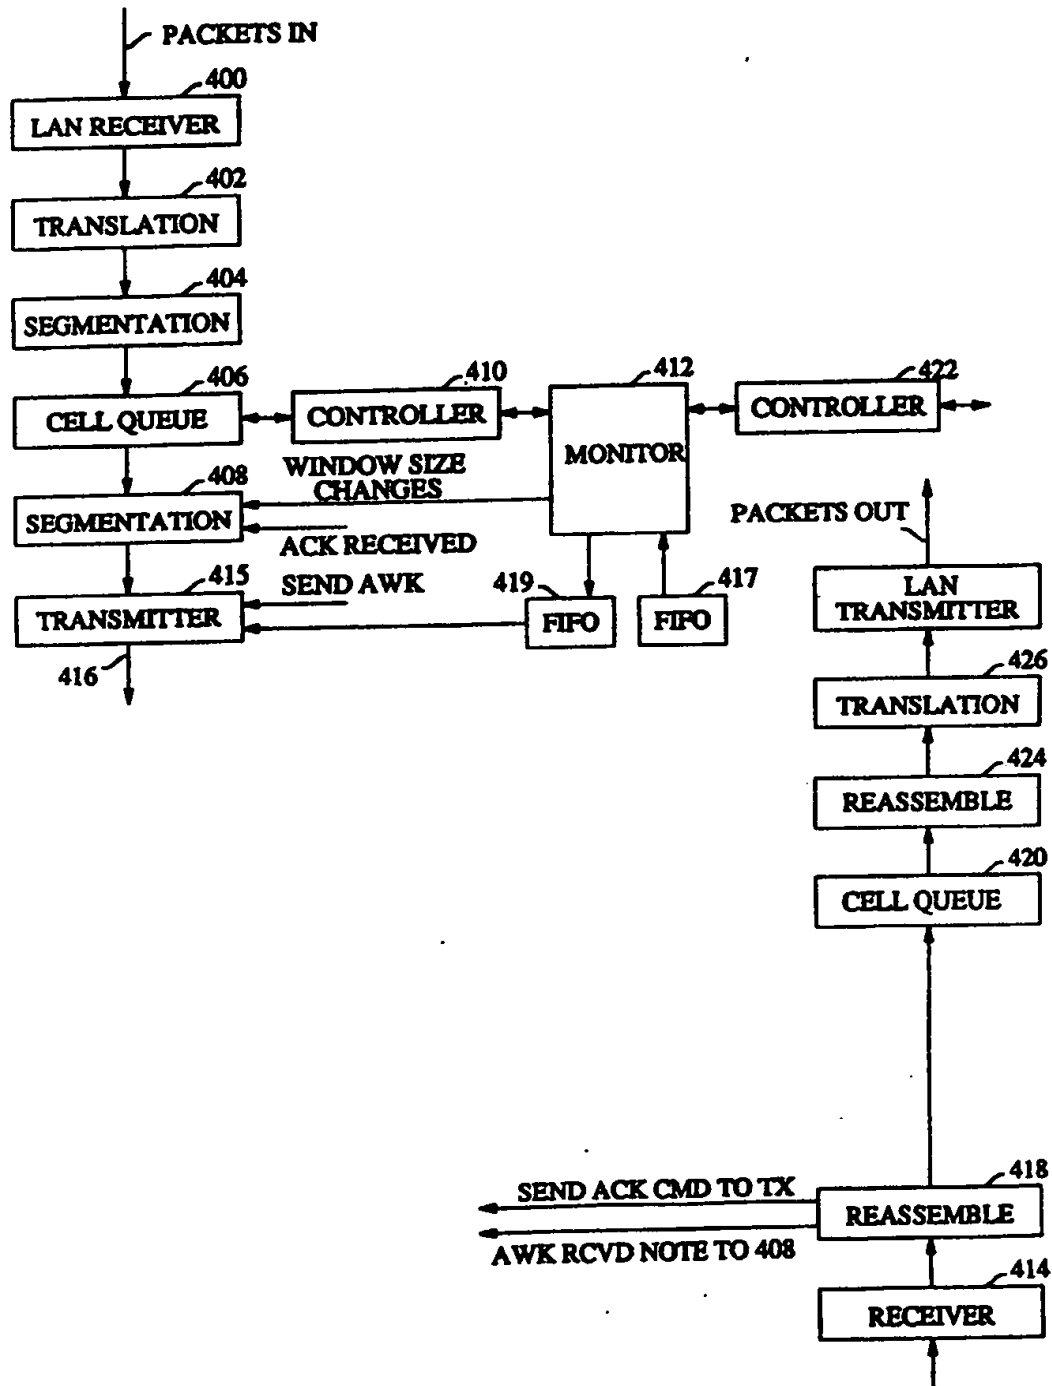 PACKETS IN
400
LAN RECEIVER
402
TRANSLATION
404
SEGMENTATION
406
CELL QUEUE
410
CONTROLLER
412
MONITOR
422
CONTROLLER
WINDOW SIZE
CHANGES
408
SEGMENTATION
ACK RECEIVED
SEND AWK
415
TRANSMITTER
416
419
FIFO
417
FIFO
PACKETS OUT
LAN
TRANSMITTER
426
TRANSLATION
424
REASSEMBLE
420
CELL QUEUE
SEND ACK CMD TO TX
418
REASSEMBLE
AWK RCVD NOTE TO 408
414
RECEIVER